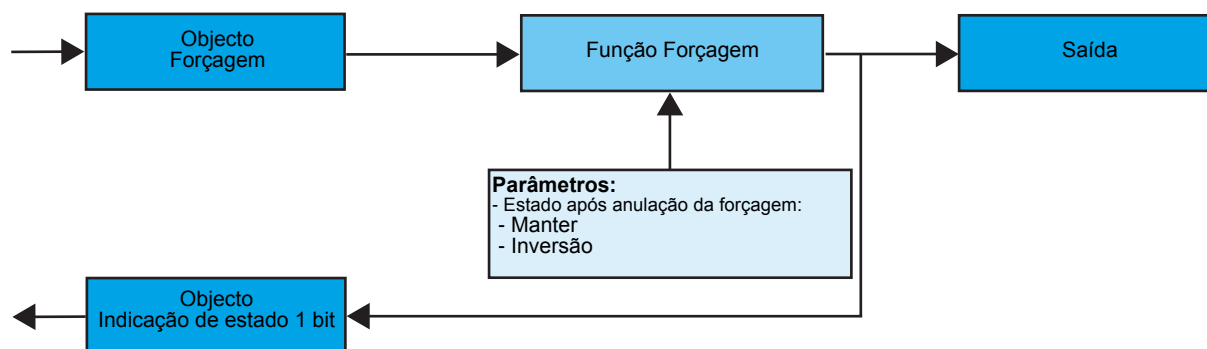 Objecto
Forçagem
Função Forçagem
Saída
Parâmetros:
- Estado após anulação da forçagem:
- Manter
- Inversão
Objecto
Indicação de estado 1 bit